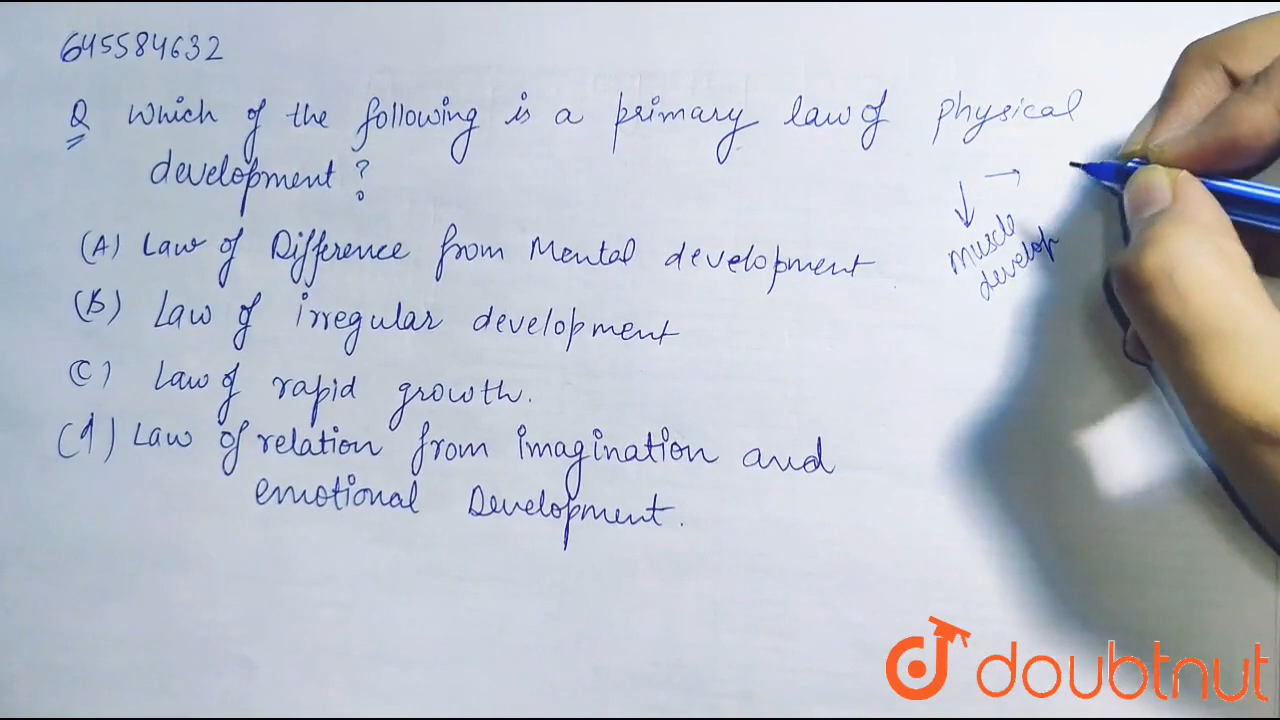 645584632
Q Which of the following is a primary law of physical
development ?
(A) Law of Difference from Mental development
(B) Law of irregular development
(C) Law of rapid growth.
(d) Law of relation from imagination and
emotional Development.
Muscle
develop
doubtnut